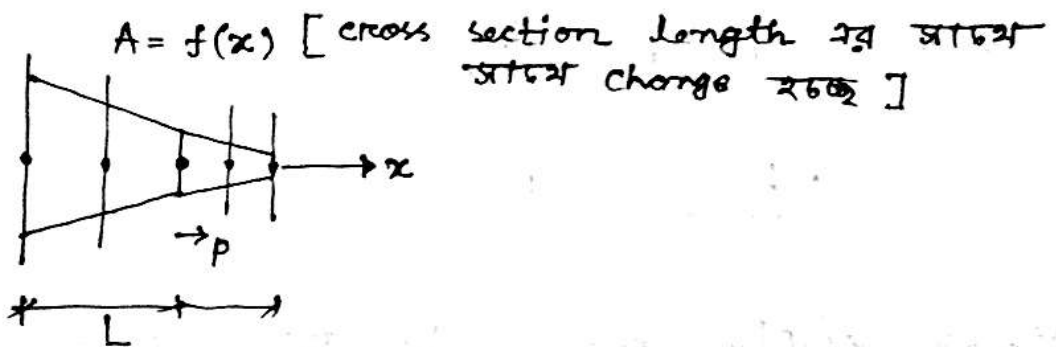 A = f(x) [ cross section length এর সাথে
সাথে change হচ্ছে ]
x
p
L